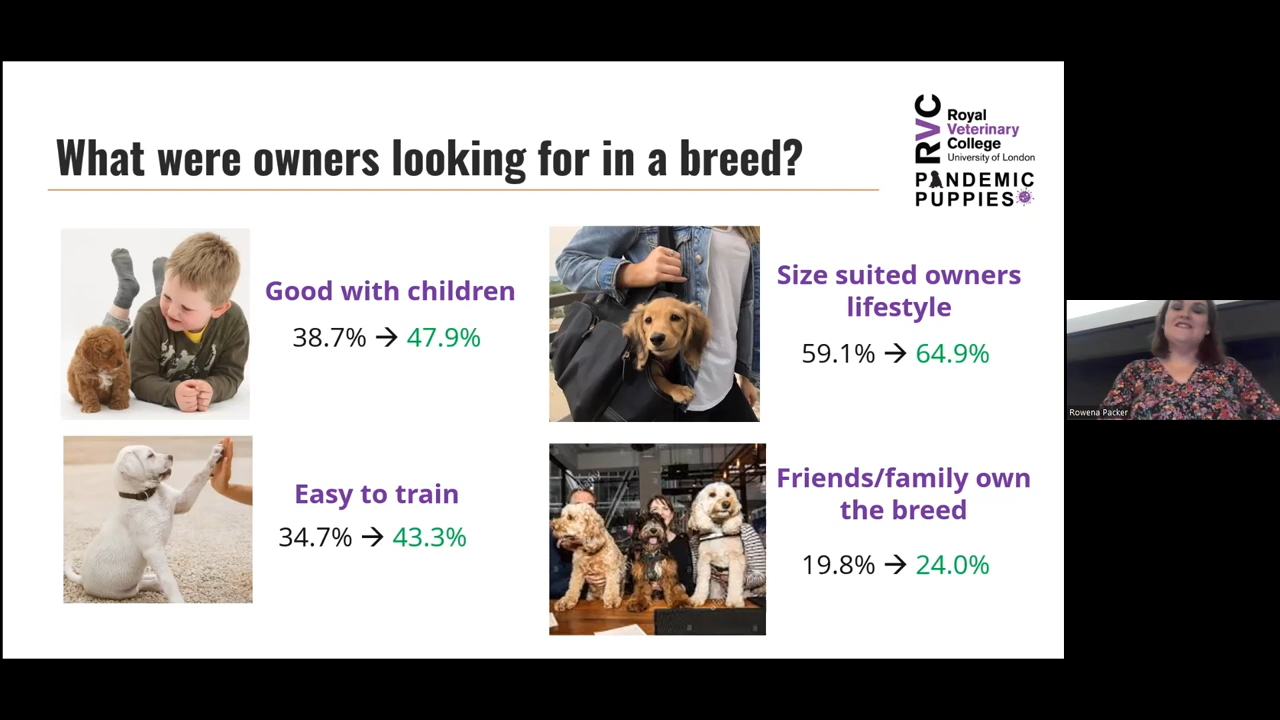 What were owners looking for in a breed?
RVC
Royal
Veterinary
College
University of London
PANDEMIC
PUPPIES
Good with children
38.7% → 47.9%
Size suited owners
lifestyle
59.1% → 64.9%
Easy to train
34.7% → 43.3%
Friends/family own
the breed
19.8% → 24.0%
Rowena Packer